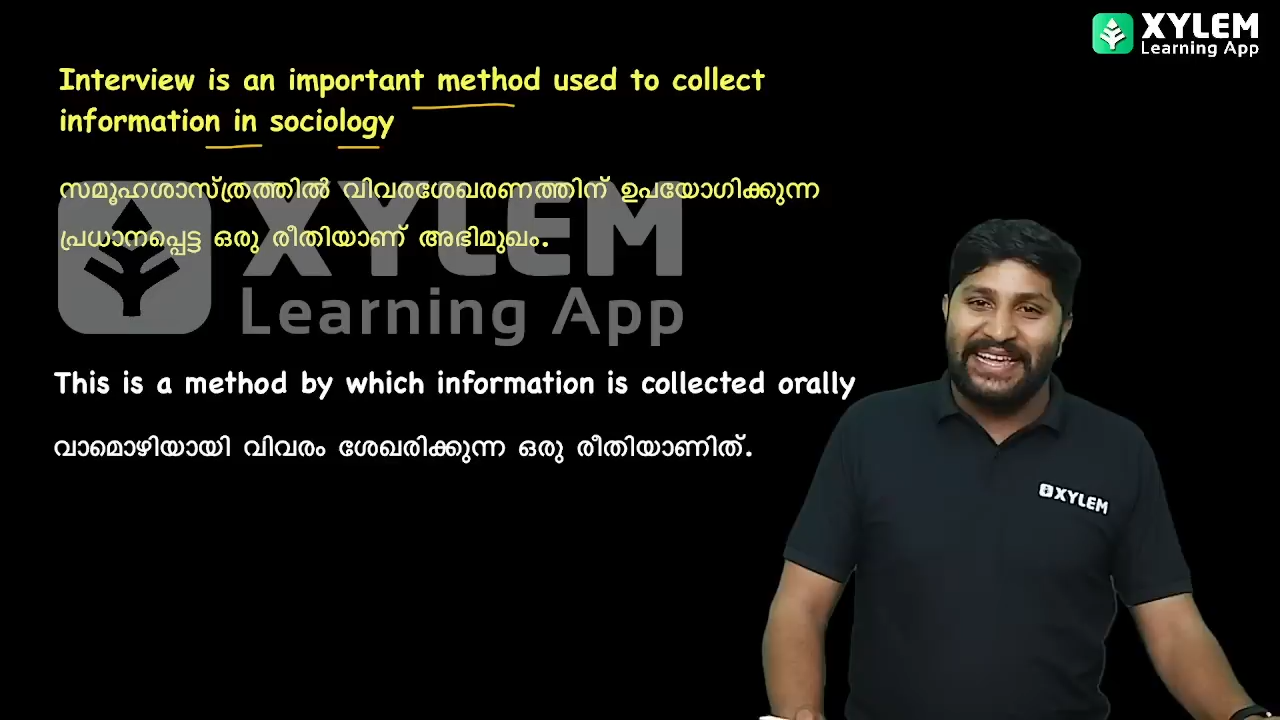 XYLEM
Learning App
Interview is an important method used to collect
information in sociology
സമൂഹശാസ്ത്രത്തിൽ വിവരശേഖരണത്തിന് ഉപയോഗിക്കുന്ന
പ്രധാനപ്പെട്ട ഒരു രീതിയാണ് അഭിമുഖം.
XYLEM
Learning App
This is a method by which information is collected orally
വാമൊഴിയായി വിവരം ശേഖരിക്കുന്ന ഒരു രീതിയാണിത്.
XYLEM